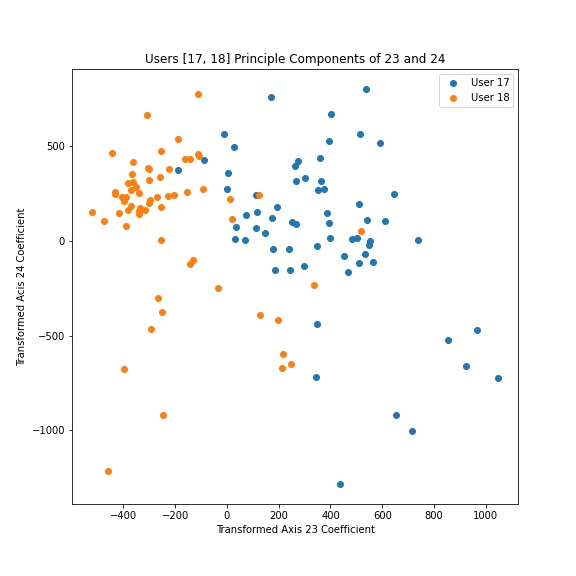 Users [17, 18] Principle Components of 23 and 24
User 17
User 18
Transformed Acis 24 Coefficient
500
0
−500
−1000
−400
−200
0
200
400
600
800
1000
Transformed Axis 23 Coefficient